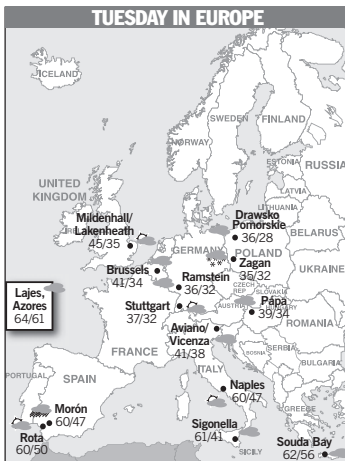 TUESDAY IN EUROPE
ICELAND
SWEDEN
FINLAND
NORWAY
ESTONIA
RUSSIA
LATVIA
LITHUANIA
UNITED
KINGDOM
IRELAND
Mildenhall/
Lakenheath
45/35
Drawsko
Pomorskie
36/28
BELARUS
GERMANY
POLAND
Zagan
35/32
UKRAINE
Brussels
41/34
Ramstein
36/32
CZECH
REP.
SLOVAKIA
Lajes,
Azores
64/61
Stuttgart
37/32
AUSTRIA
HUNGARY
Pápa
39/34
ROMANIA
Aviano/
Vicenza
41/38
FRANCE
BOSNIA
SERBIA
BULGARIA
ITALY
PORTUGAL
SPAIN
Naples
60/47
Morón
60/47
Rota
60/50
GREECE
Sigonella
61/41
SICILY
Souda Bay
62/56